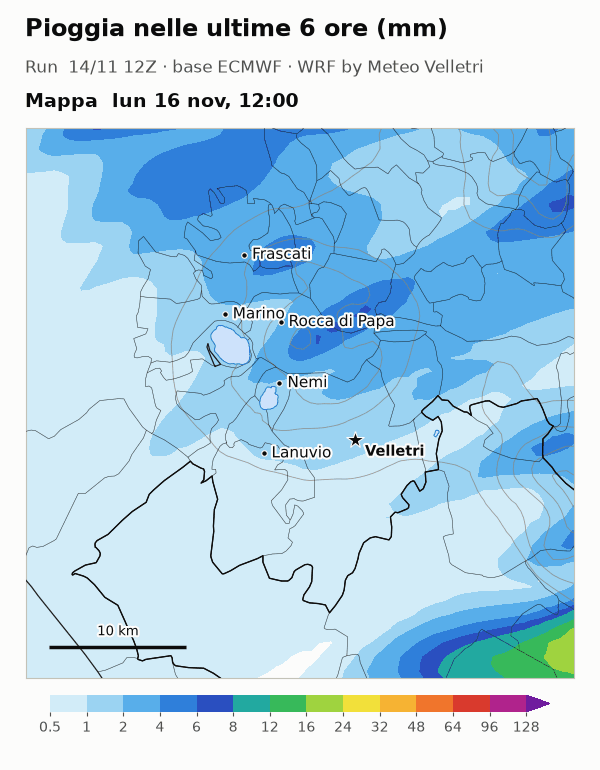 Pioggia nelle ultime 6 ore (mm)
Run  14/11 12Z · base ECMWF · WRF by Meteo Velletri
Mappa  lun 16 nov, 12:00
Frascati
Marino
Rocca di Papa
Nemi
Velletri
Lanuvio
10 km
0.5 1 2 4 6 8 12 16 24 32 48 64 96 128